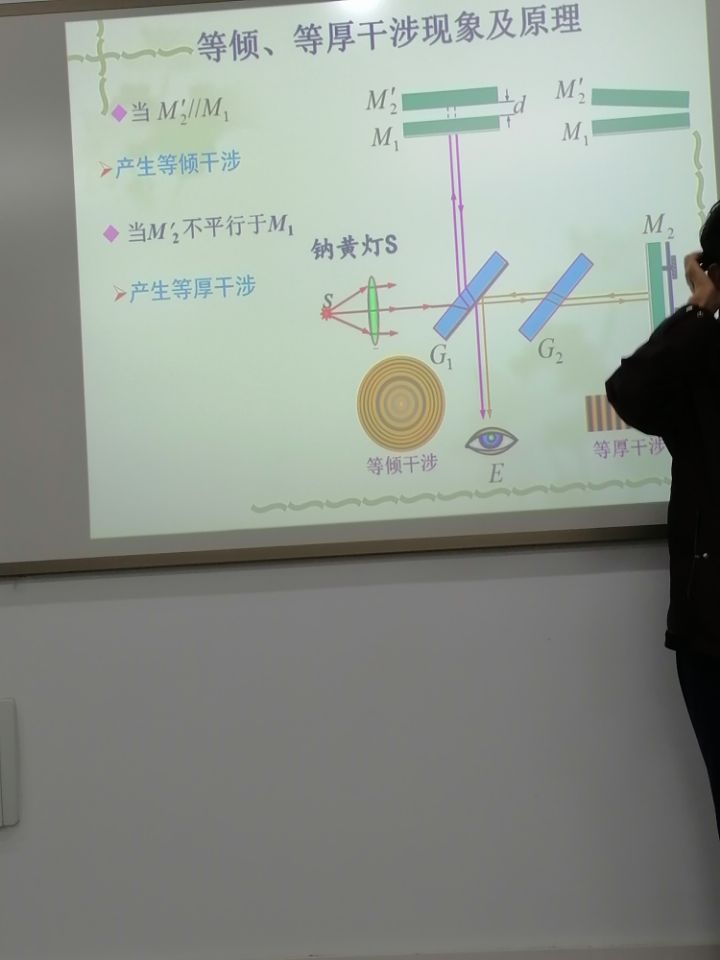 等倾、等厚干涉现象及原理
当 M′₂//M₁
产生等倾干涉
当M′₂不平行于M₁
产生等厚干涉
M′₂
d
M₁
M′₂
M₁
钠黄灯S
S
M₂
G₁
G₂
等倾干涉
E
等厚干涉